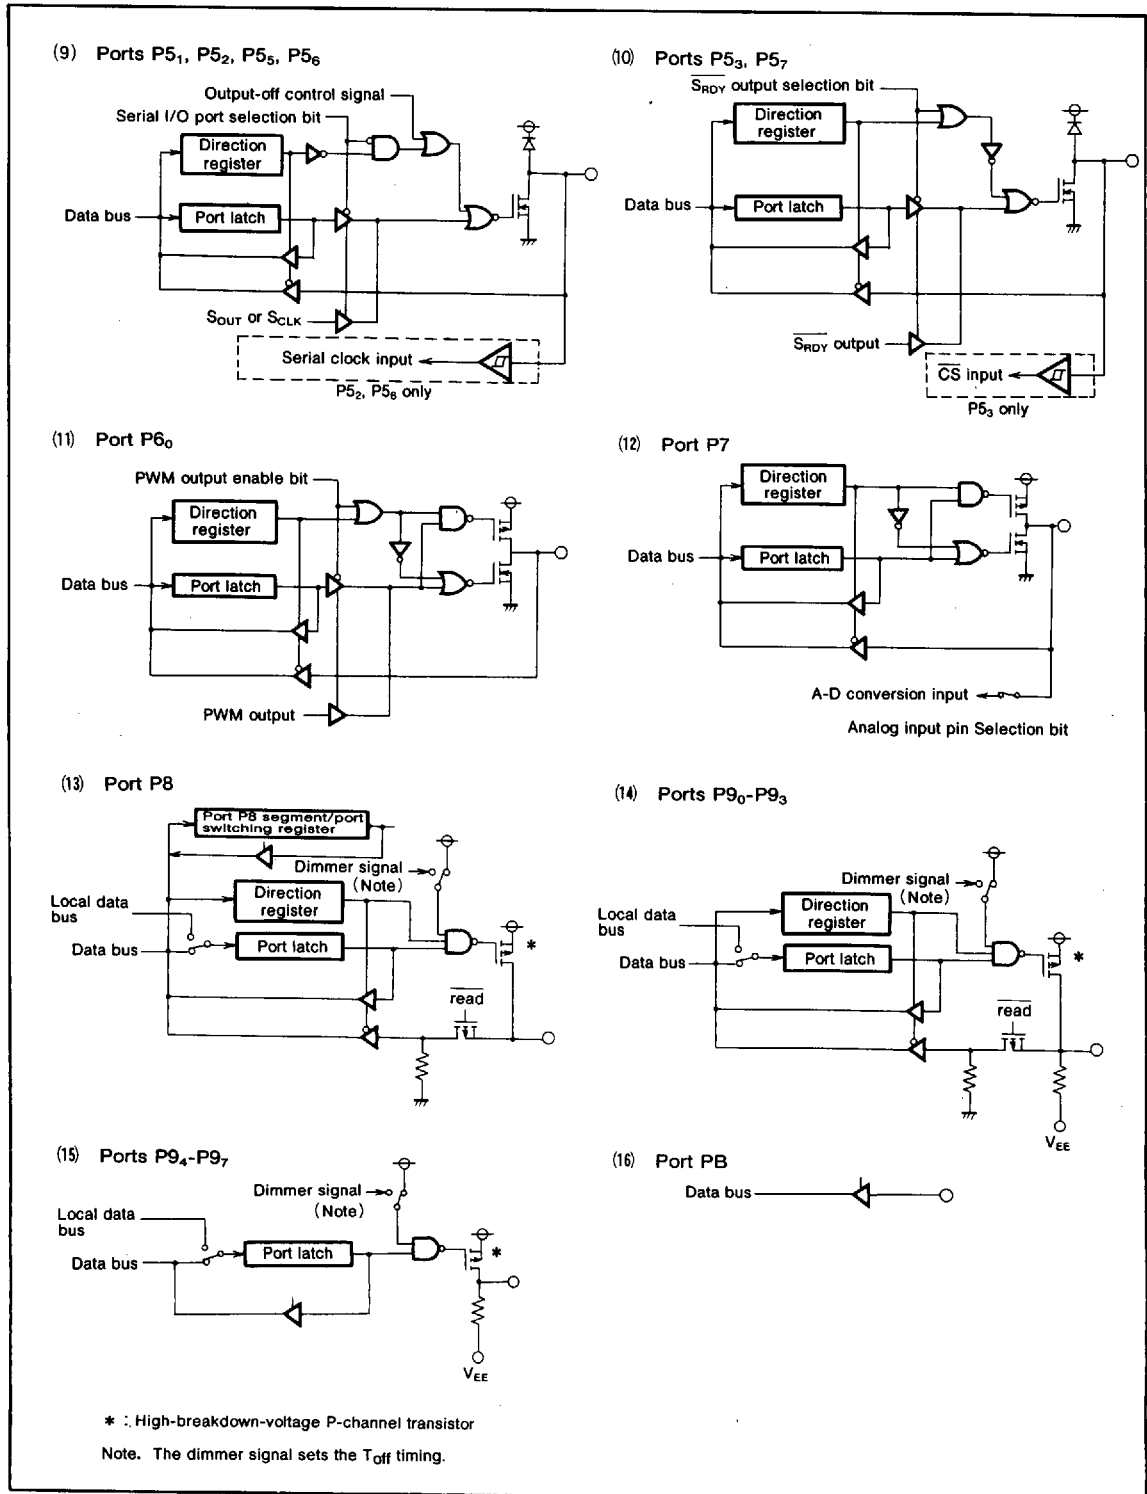 (9) Ports P5₁, P5₂, P5₅, P5₆
Output-off control signal
Serial I/O port selection bit
Direction
register
Data bus
Port latch
S_OUT or S_CLK
Serial clock input
P5₂, P5₆ only
(10) Ports P5₃, P5₇
S̅_R̅D̅Y̅ output selection bit
Direction
register
Data bus
Port latch
S̅_R̅D̅Y̅ output
C̅S̅ input
P5₃ only
(11) Port P6₀
PWM output enable bit
Direction
register
Data bus
Port latch
PWM output
(12) Port P7
Direction
register
Data bus
Port latch
A-D conversion input
Analog input pin Selection bit
(13) Port P8
Port P8 segment/port
switching register
Dimmer signal
(Note)
Direction
register
Local data
bus
Data bus
Port latch
*
r̅e̅a̅d̅
(14) Ports P9₀-P9₃
Dimmer signal
(Note)
Direction
register
Local data
bus
Data bus
Port latch
*
r̅e̅a̅d̅
V_EE
(15) Ports P9₄-P9₇
Dimmer signal
(Note)
Local data
bus
Data bus
Port latch
*
V_EE
(16) Port PB
Data bus
* : High-breakdown-voltage P-channel transistor
Note. The dimmer signal sets the T_off timing.